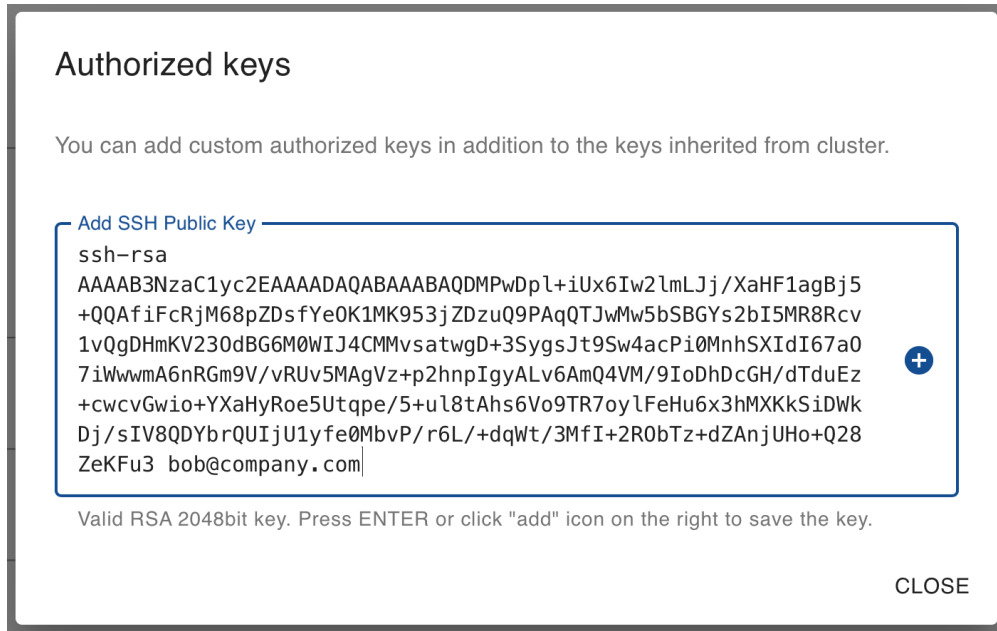 Authorized keys
You can add custom authorized keys in addition to the keys inherited from cluster.
Add SSH Public Key
ssh-rsa
AAAAB3NzaC1yc2EAAAADAQABAAABAQDMPwDpl+iUx6Iw2lmLJj/XaHF1agBj5
+QQAfiFcRjM68pZDsfYeOK1MK953jZDzuQ9PAqQTJwMw5bSBGYs2bI5MR8Rcv
1vQgDHmKV23OdBG6M0WIJ4CMMvsatwgD+3SygsJt9Sw4acPi0MnhSXIdI67aO
7iWwwmA6nRGm9V/vRUv5MAgVz+p2hnpIgyALv6AmQ4VM/9IoDhDcGH/dTduEz
+cwcvGwio+YXaHyRoe5Utqpe/5+ul8tAhs6Vo9TR7oylFeHu6x3hMXKkSiDWk
Dj/sIV8QDYbrQUIjU1yfe0MbvP/r6L/+dqWt/3MfI+2RObTz+dZAnjUHo+Q28
ZeKFu3 bob@company.com
Valid RSA 2048bit key. Press ENTER or click "add" icon on the right to save the key.
CLOSE